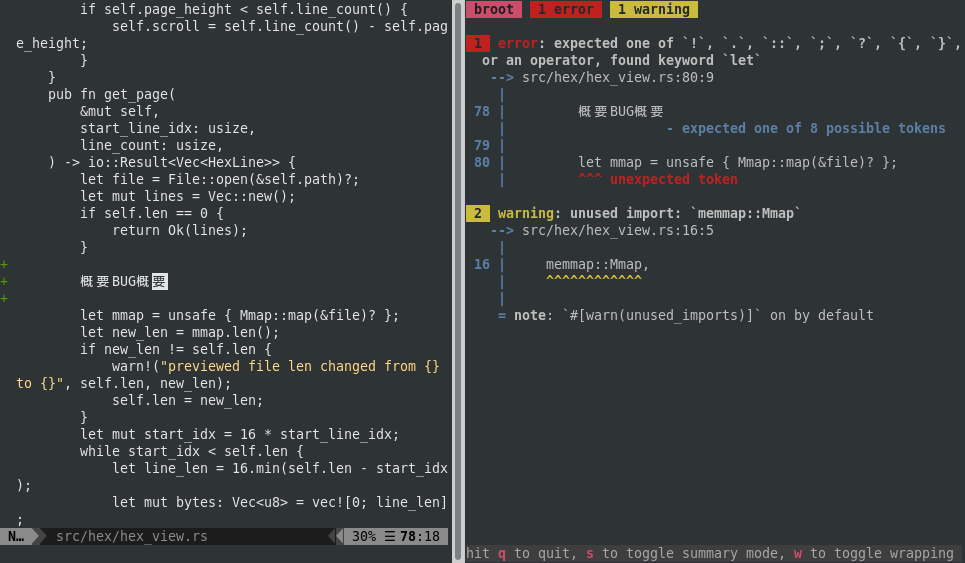 if self.page_height < self.line_count() {
            self.scroll = self.line_count() - self.pag
e_height;
        }
    }
    pub fn get_page(
        &mut self,
        start_line_idx: usize,
        line_count: usize,
    ) -> io::Result<Vec<HexLine>> {
        let file = File::open(&self.path)?;
        let mut lines = Vec::new();
        if self.len == 0 {
            return Ok(lines);
        }
+
+       概要BUG概要
+
        let mmap = unsafe { Mmap::map(&file)? };
        let new_len = mmap.len();
        if new_len != self.len {
            warn!("previewed file len changed from {}
to {}", self.len, new_len);
            self.len = new_len;
        }
        let mut start_idx = 16 * start_line_idx;
        while start_idx < self.len {
            let line_len = 16.min(self.len - start_idx
);
            let mut bytes: Vec<u8> = vec![0; line_len]
;
N… src/hex/hex_view.rs 30% ☰ 78:18
broot 1 error 1 warning
1 error: expected one of `!`, `.`, `::`, `;`, `?`, `{`, `}`,
or an operator, found keyword `let`
--> src/hex/hex_view.rs:80:9
|
78 | 概要BUG概要
| - expected one of 8 possible tokens
79 |
80 | let mmap = unsafe { Mmap::map(&file)? };
| ^^^ unexpected token
2 warning: unused import: `memmap::Mmap`
--> src/hex/hex_view.rs:16:5
|
16 | memmap::Mmap,
| ^^^^^^^^^^^^
|
= note: `#[warn(unused_imports)]` on by default
hit q to quit, s to toggle summary mode, w to toggle wrapping